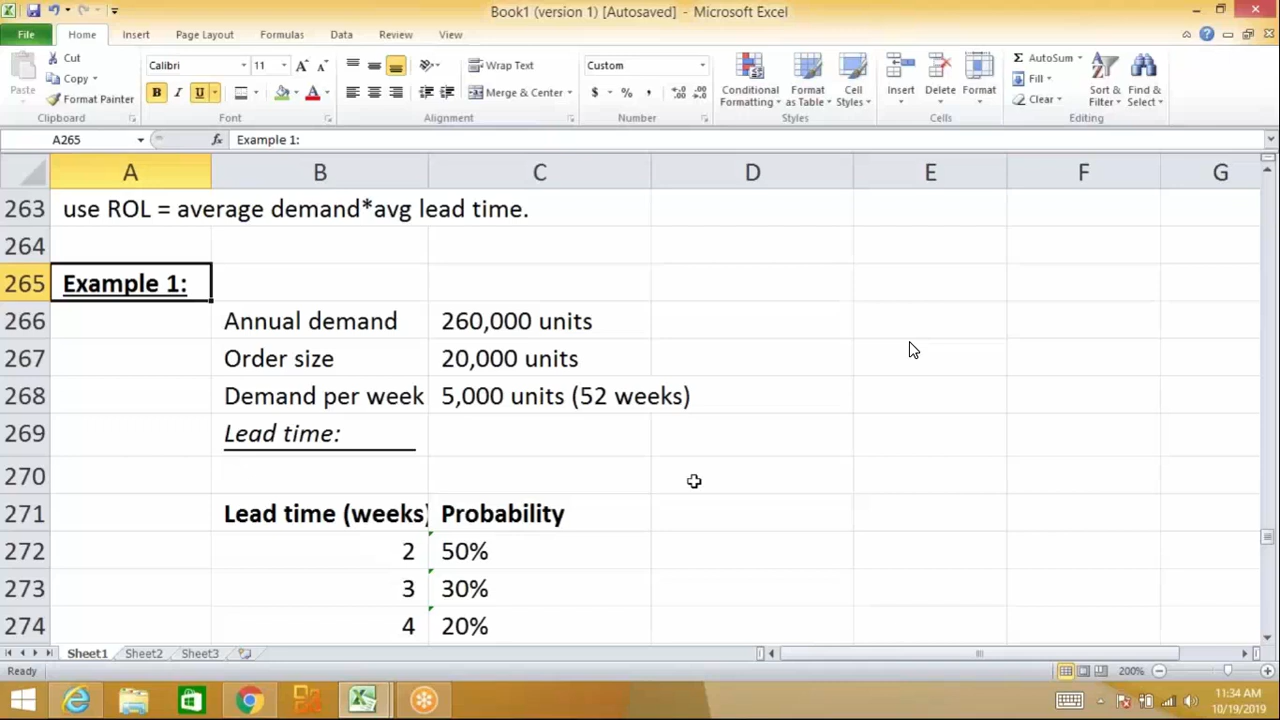 Book1 (version 1) [Autosaved] - Microsoft Excel
File Home Insert Page Layout Formulas Data Review View
Paste Cut Copy Format Painter Clipboard
Calibri 11 A A B I U A Font
Wrap Text Merge & Center Alignment
Custom $ % , .0 .00 .00 .0 Number
Conditional Formatting Format as Table Cell Styles Styles
Insert Delete Format Cells
Σ AutoSum Fill Clear Sort & Filter Find & Select Editing
A265 fx Example 1:
A B C D E F G
263 use ROL = average demand*avg lead time.
264
265 Example 1:
266 Annual demand 260,000 units
267 Order size 20,000 units
268 Demand per week 5,000 units (52 weeks)
269 Lead time:
270
271 Lead time (weeks) Probability
272 2 50%
273 3 30%
274 4 20%
Sheet1 Sheet2 Sheet3
Ready 200%
11:34 AM
10/19/2019